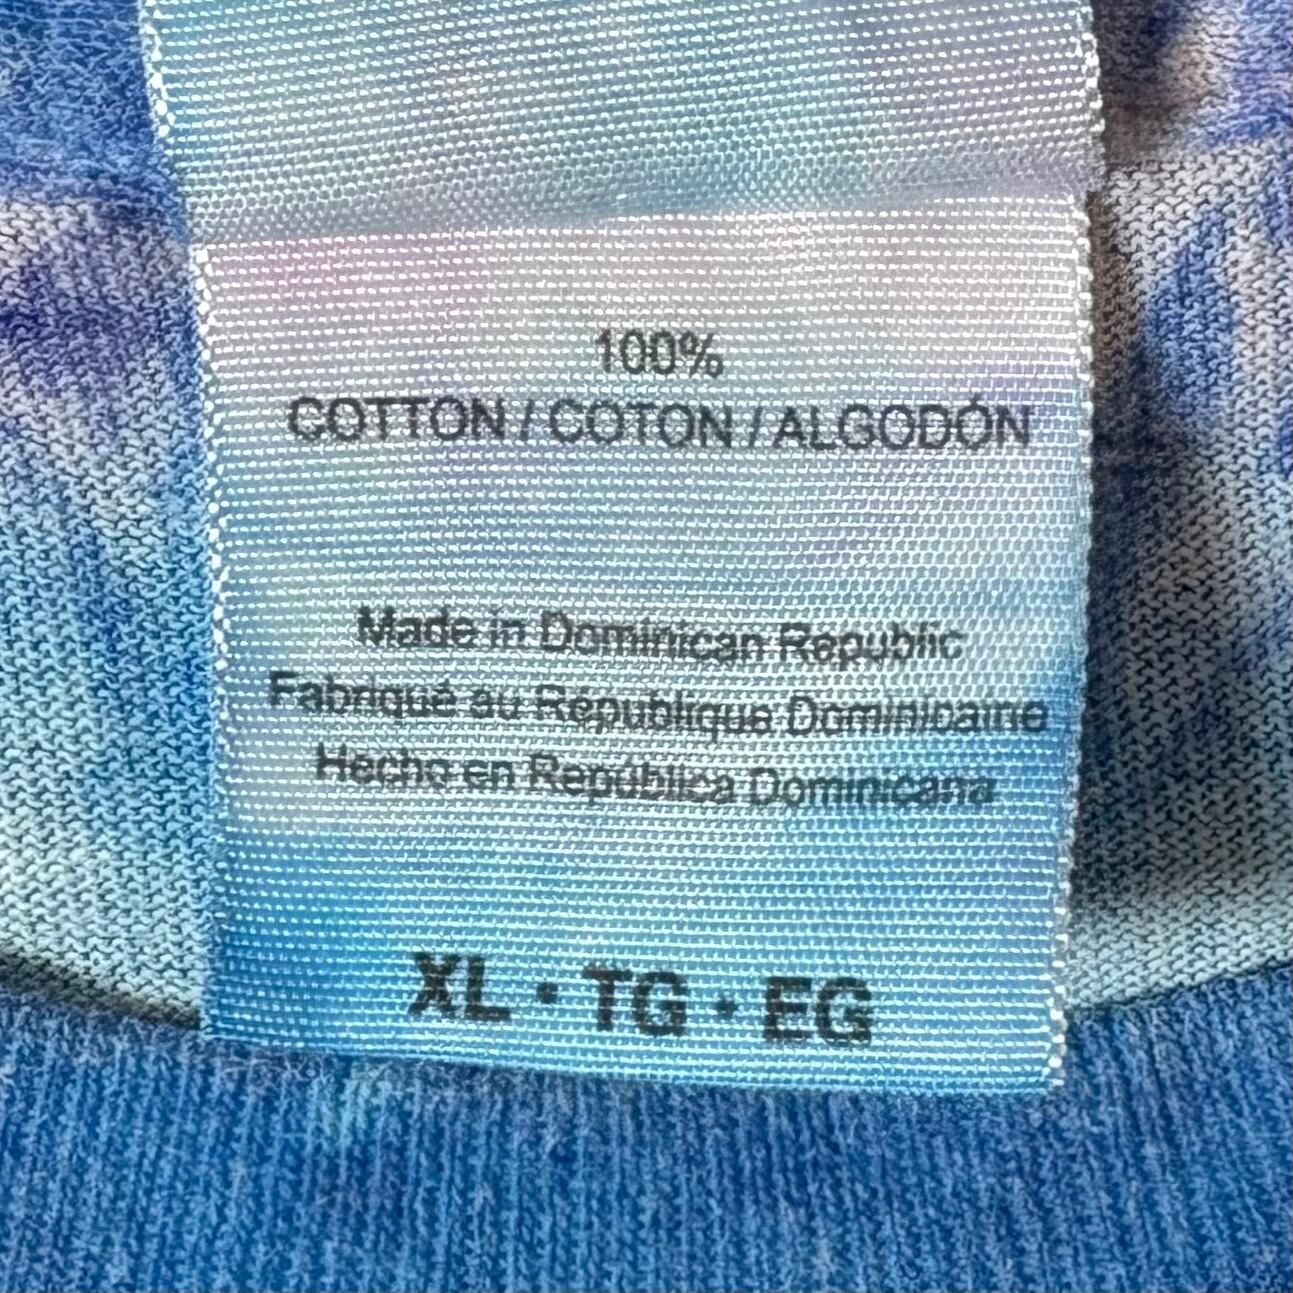 100%
COTTON / COTON / ALGODÓN
Made in Dominican Republic
Fabriqué au République Dominicaine
Hecho en República Dominicana
XL • TG • EG